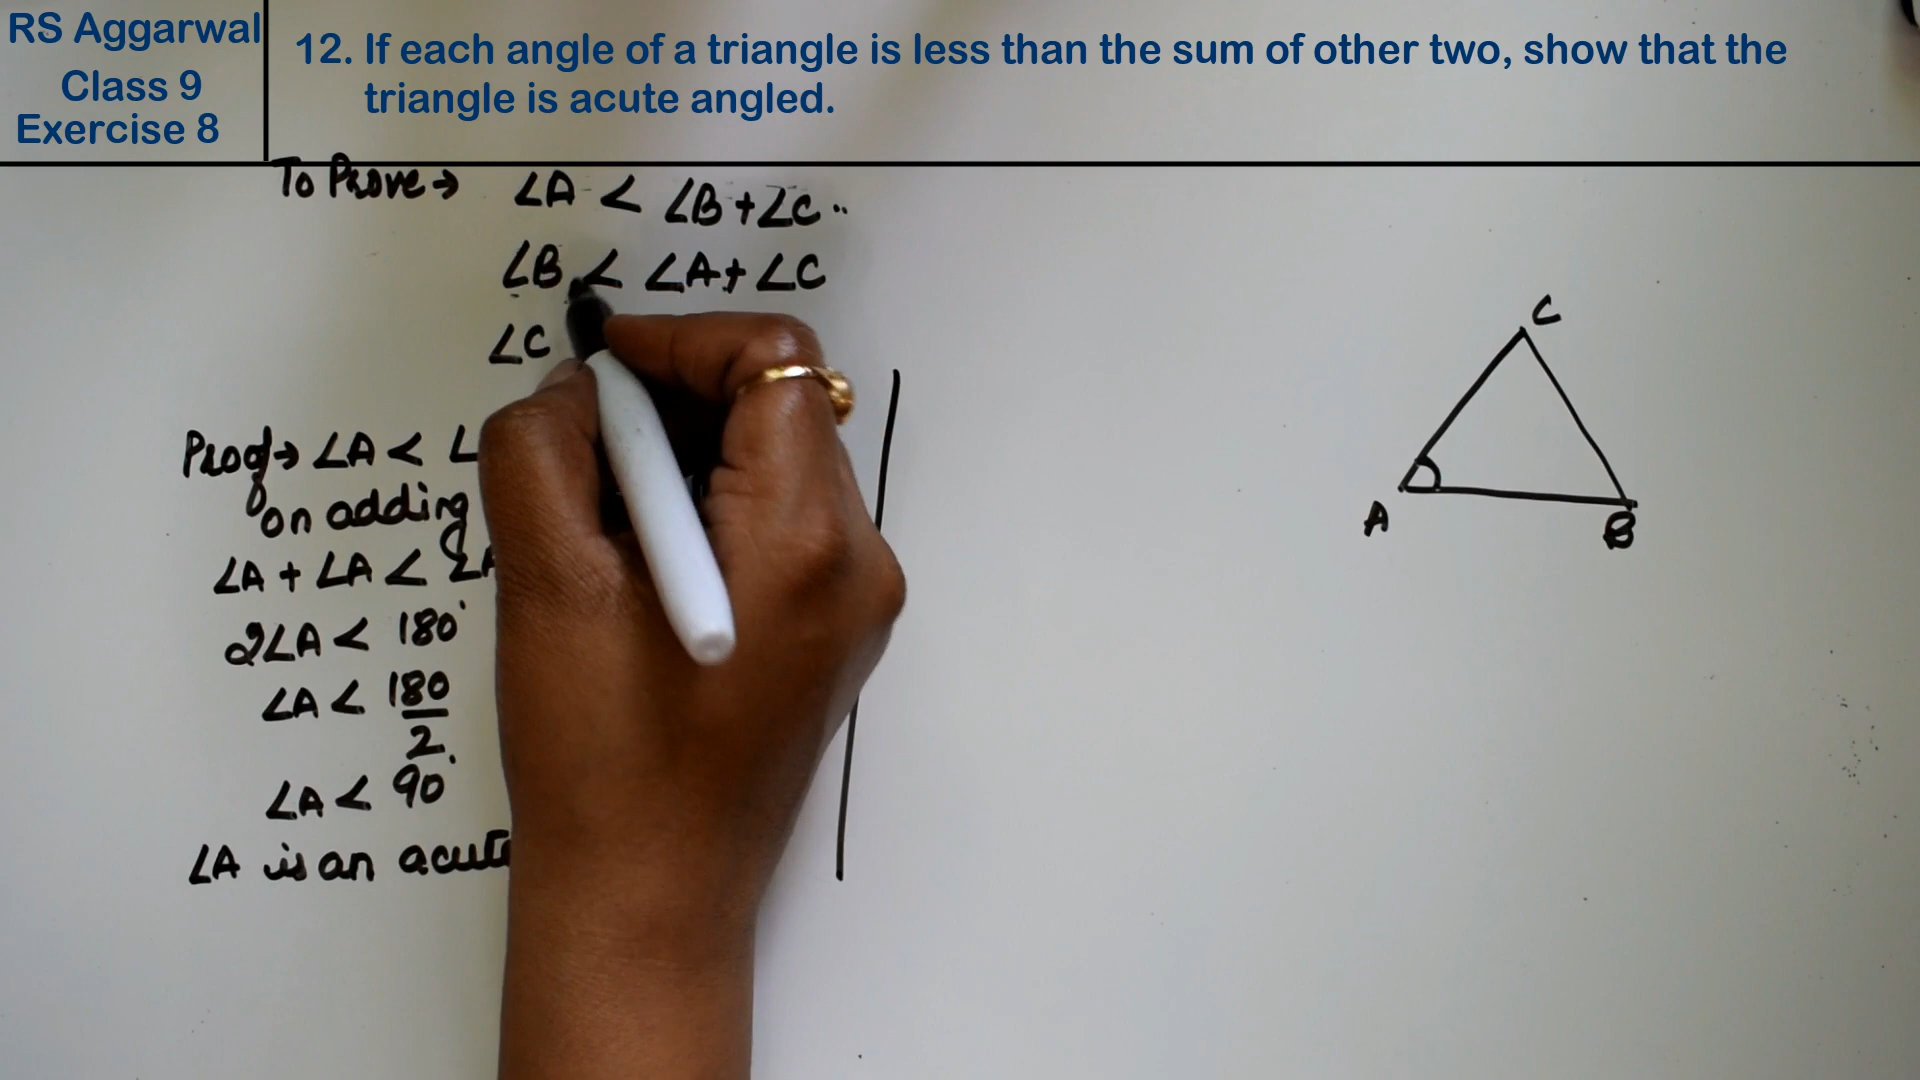 RS Aggarwal
Class 9
Exercise 8
12. If each angle of a triangle is less than the sum of other two, show that the
triangle is acute angled.
To Prove → ∠A < ∠B + ∠C
∠B < ∠A + ∠C
∠C
Proof → ∠A < ∠
on adding
∠A + ∠A < ∠A
2∠A < 180°
∠A < 180/2
∠A < 90°
∠A is an acute
C
A
B